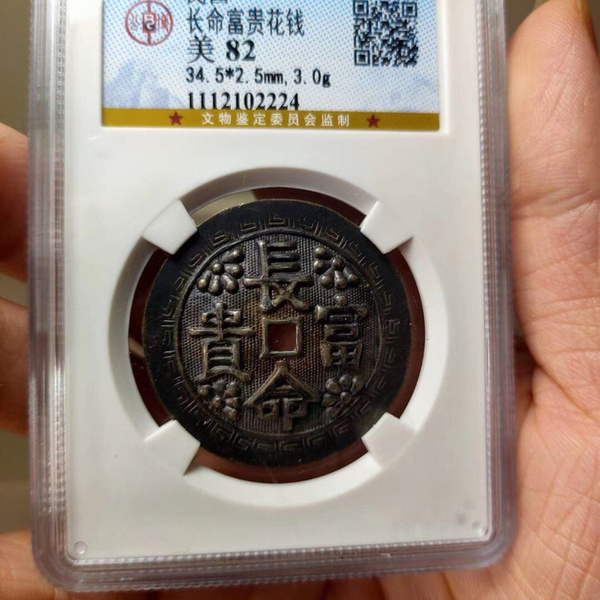 长命富贵花钱
美 82
34.5*2.5mm, 3.0g
1112102224
★ 文物鉴定委员会监制 ★
長命富貴